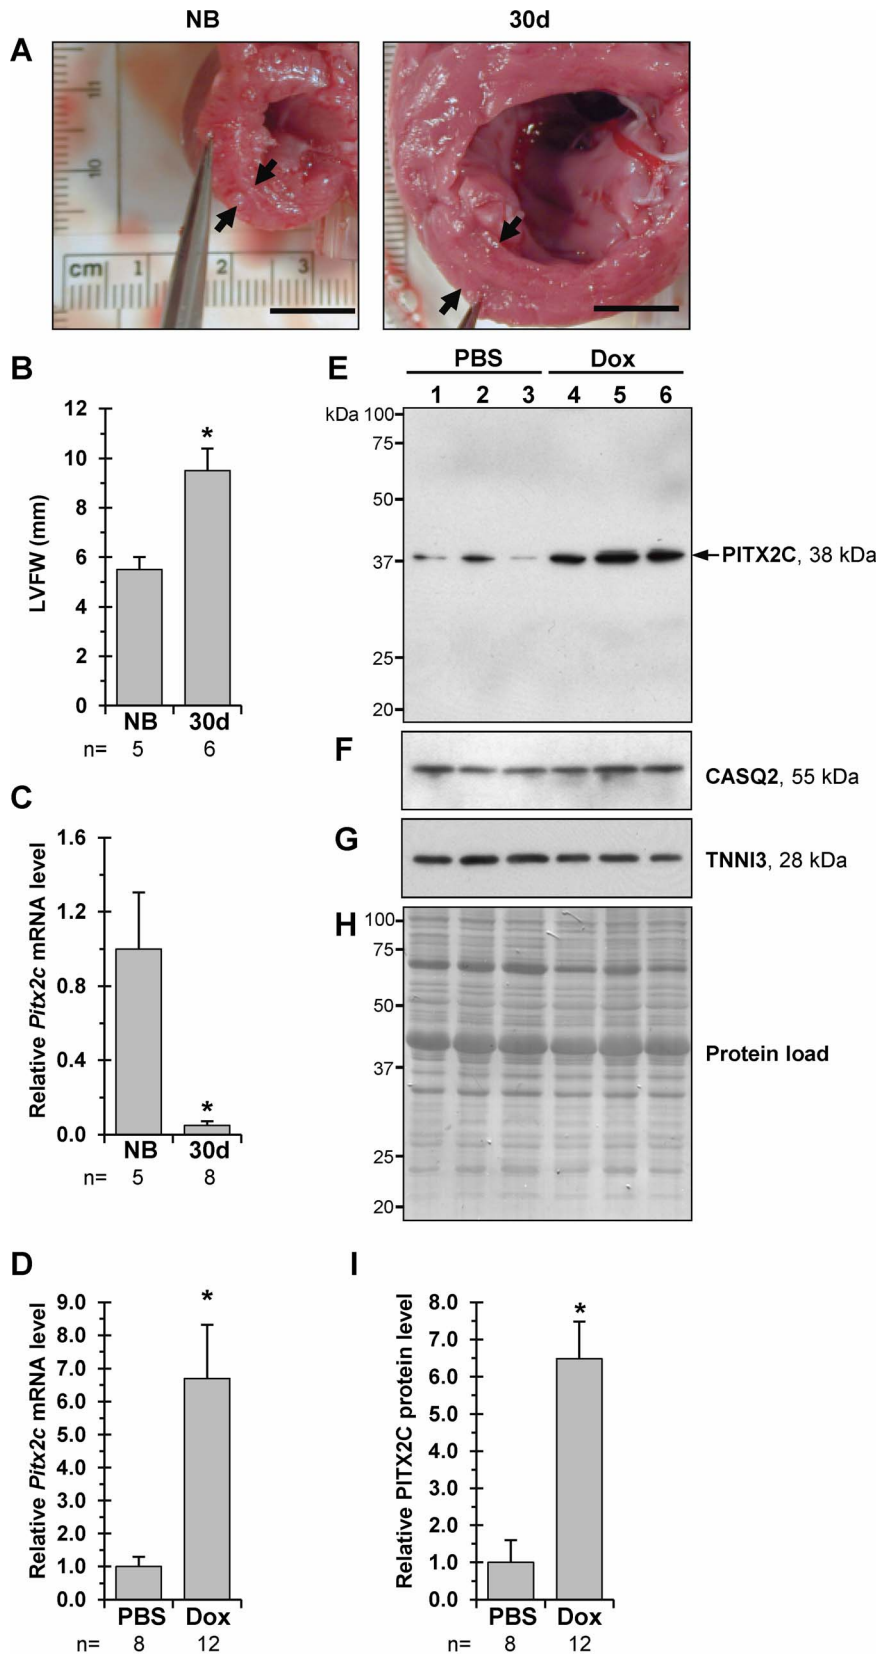 NB 30d
A
cm 1 2 3
B
12
10
8
6
4
2
0
LVFW (mm)
NB 30d
n= 5 6
C
1.6
1.2
0.8
0.4
0.0
Relative Pitx2c mRNA level
NB 30d
n= 5 8
D
9.0
8.0
7.0
6.0
5.0
4.0
3.0
2.0
1.0
0.0
Relative Pitx2c mRNA level
*
*
*
PBS Dox
n= 8 12
E
PBS Dox
1 2 3 4 5 6
kDa 100
75
50
37
25
20
PITX2C, 38 kDa
F
CASQ2, 55 kDa
G
TNNI3, 28 kDa
H
100
75
50
37
25
20
Protein load
I
8.0
7.0
6.0
5.0
4.0
3.0
2.0
1.0
0.0
Relative PITX2C protein level
*
PBS Dox
n= 8 12